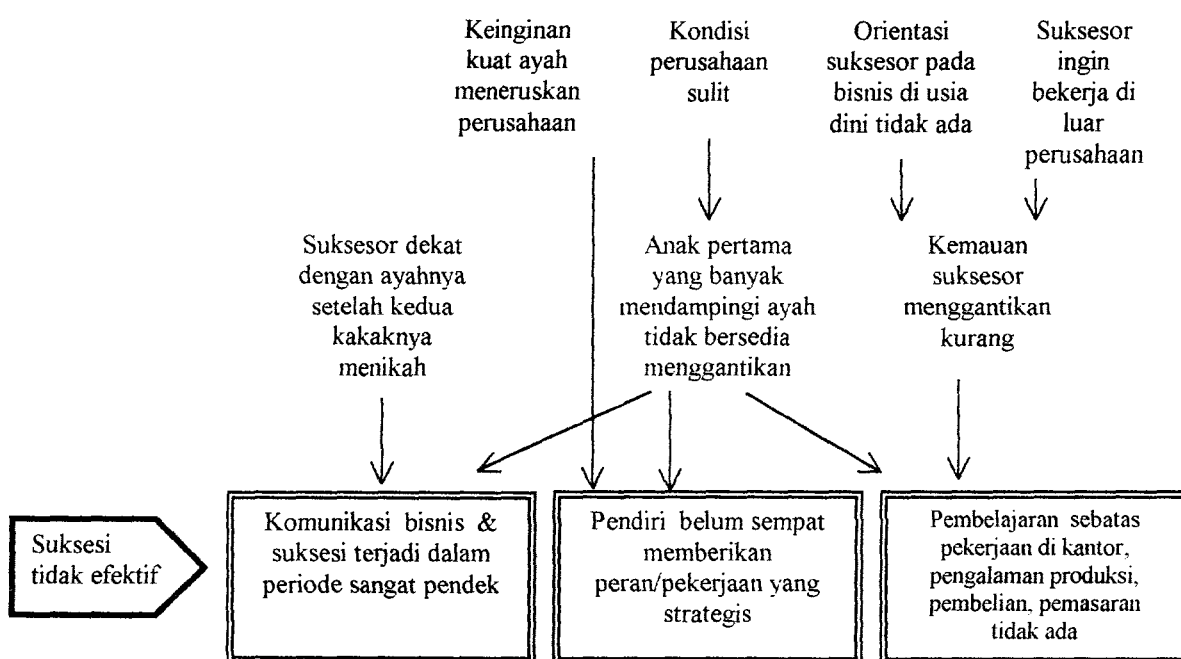 Keinginan
kuat ayah
meneruskan
perusahaan
Kondisi
perusahaan
sulit
Orientasi
suksesor pada
bisnis di usia
dini tidak ada
Suksesor
ingin
bekerja di
luar
perusahaan
Suksesor dekat
dengan ayahnya
setelah kedua
kakaknya
menikah
Anak pertama
yang banyak
mendampingi ayah
tidak bersedia
menggantikan
Kemauan
suksesor
menggantikan
kurang
Suksesi
tidak efektif
Komunikasi bisnis &
suksesi terjadi dalam
periode sangat pendek
Pendiri belum sempat
memberikan
peran/pekerjaan yang
strategis
Pembelajaran sebatas
pekerjaan di kantor,
pengalaman produksi,
pembelian, pemasaran
tidak ada